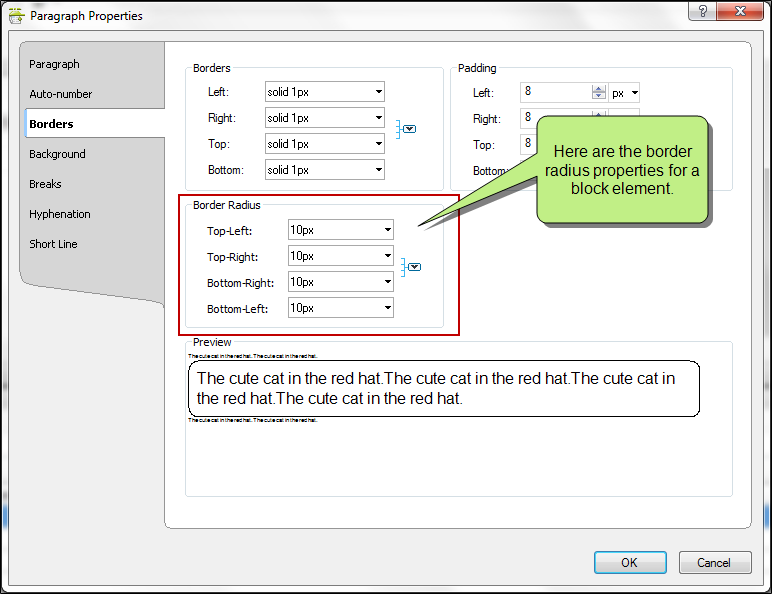 Paragraph Properties
?
Paragraph
Auto-number
Borders
Background
Breaks
Hyphenation
Short Line
Borders
Left: solid 1px
Right: solid 1px
Top: solid 1px
Bottom: solid 1px
Padding
Left: 8 px
Right: 8
Top: 8
Here are the border
radius properties for a
block element.
Border Radius
Top-Left: 10px
Top-Right: 10px
Bottom-Right: 10px
Bottom-Left: 10px
Preview
The cute cat in the red hat. The cute cat in the red hat.
The cute cat in the red hat.The cute cat in the red hat.The cute cat in
the red hat.The cute cat in the red hat.
The cute cat in the red hat. The cute cat in the red hat.
OK
Cancel